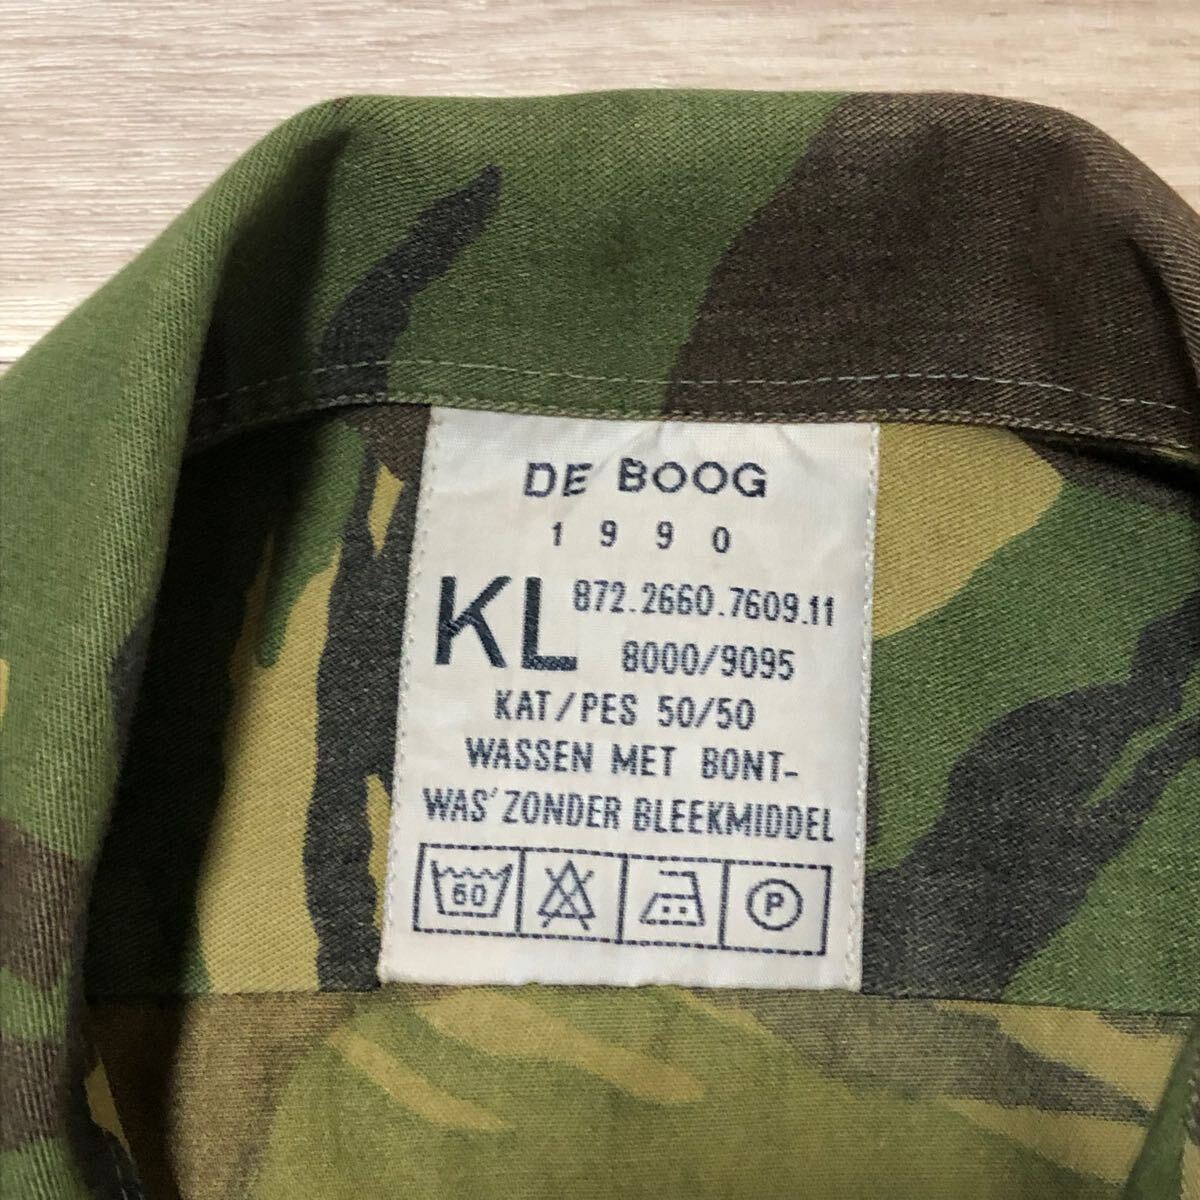 DE BOOG
1990
KL 872.2660.7609.11
8000/9095
KAT/PES 50/50
WASSEN MET BONT-
WAS' ZONDER BLEEKMIDDEL
60 P